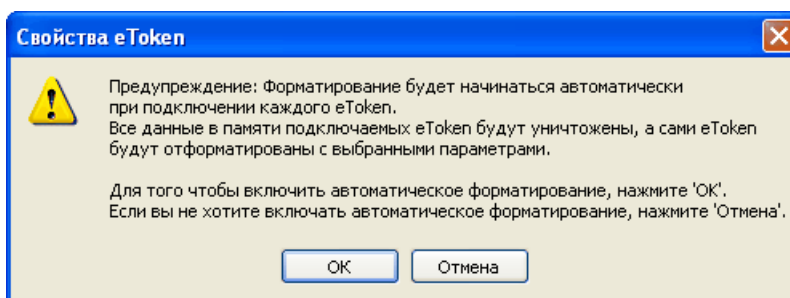 Свойства eToken
Предупреждение: Форматирование будет начинаться автоматически
при подключении каждого eToken.
Все данные в памяти подключаемых eToken будут уничтожены, а сами eToken
будут отформатированы с выбранными параметрами.
Для того чтобы включить автоматическое форматирование, нажмите 'ОК'.
Если вы не хотите включать автоматическое форматирование, нажмите 'Отмена'.
ОК
Отмена